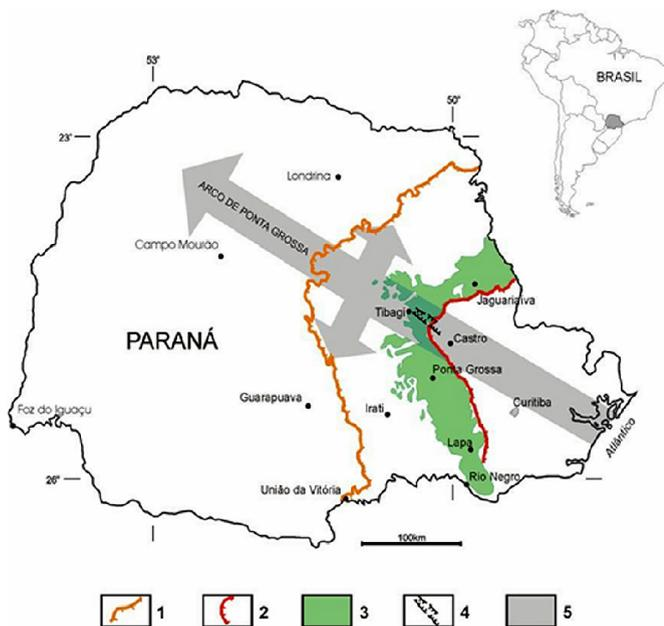 BRASIL
53°
50°
23°
Londrina
ARCO DE PONTA GROSSA
Campo Mourão
Jaguariaíva
Tibagi
Castro
PARANÁ
Ponta Grossa
Guarapuava
Curitiba
Irati
Foz do Iguaçu
Atlântico
Lapa
26°
Rio Negro
União da Vitória
100km
1
2
3
4
5